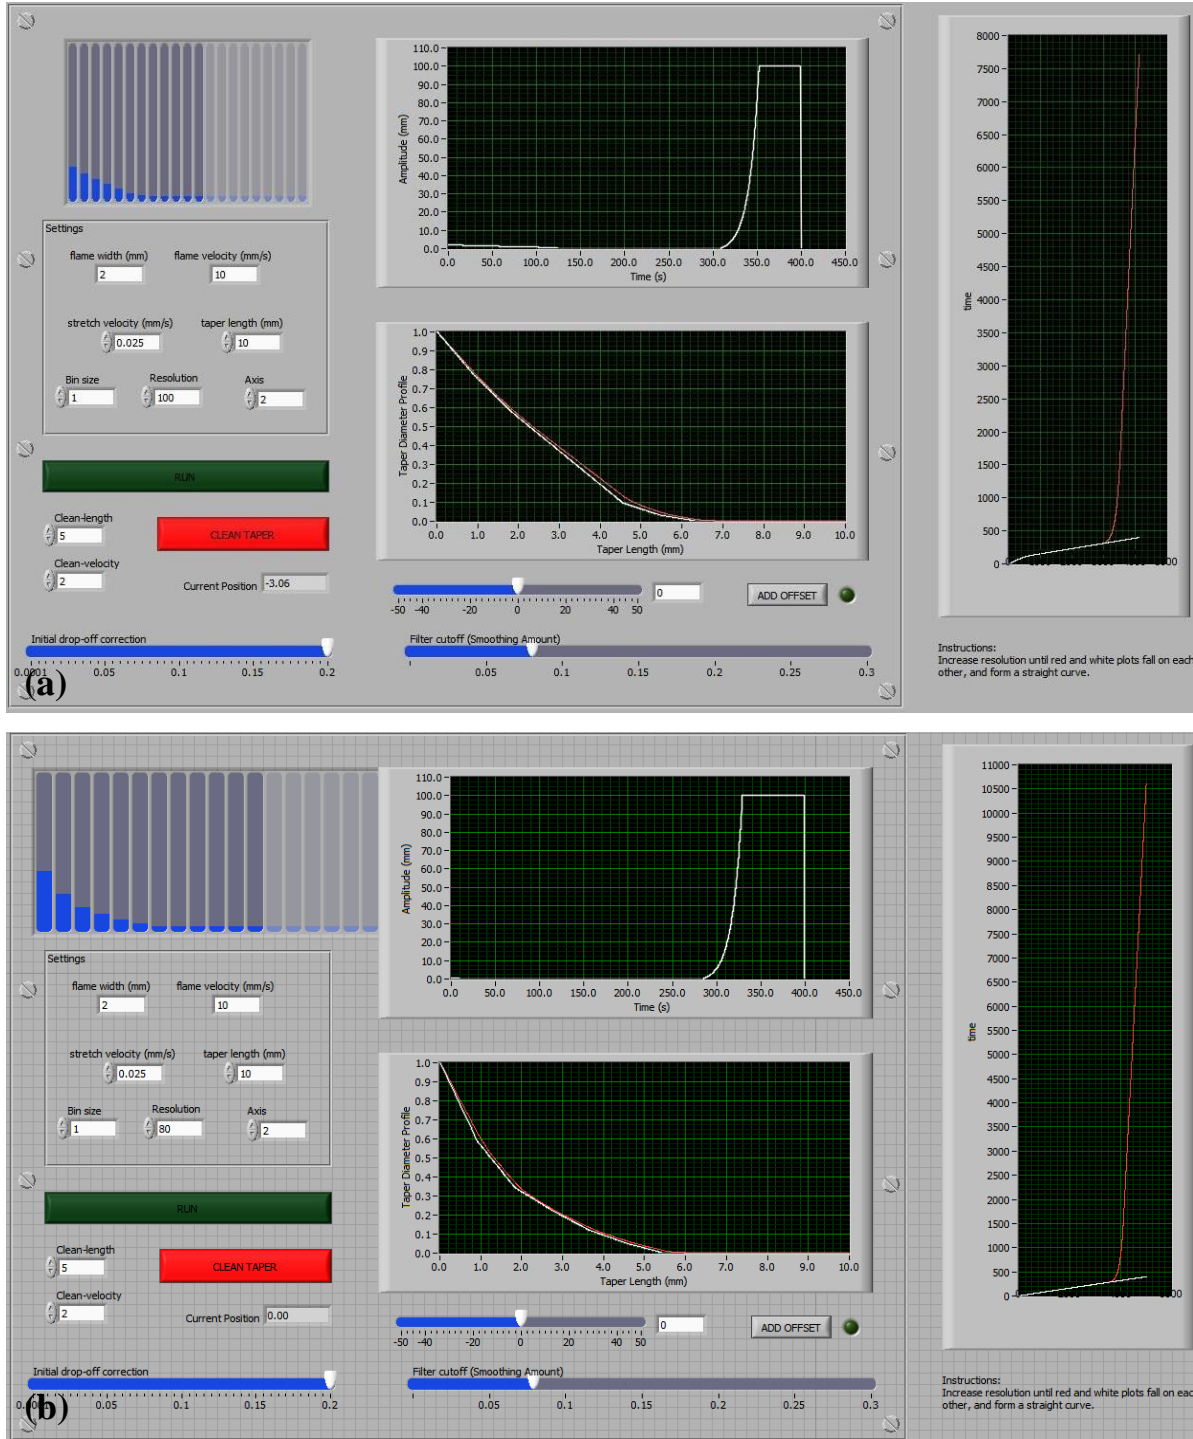 110.0
100.0
90.0
80.0
70.0
60.0
50.0
40.0
30.0
20.0
10.0
0.0
Amplitude (mm)
0.0 50.0 100.0 150.0 200.0 250.0 300.0 350.0 400.0 450.0
Time (s)
8000
7500
7000
6500
6000
5500
5000
4500
4000
3500
3000
2500
2000
1500
1000
500
0
time
Settings
flame width (mm) flame velocity (mm/s)
2 10
stretch velocity (mm/s) taper length (mm)
0.025 10
Bin size Resolution Axis
1 100 2
1.0
0.9
0.8
0.7
0.6
0.5
0.4
0.3
0.2
0.1
0.0
Taper Diameter Profile
0.0 1.0 2.0 3.0 4.0 5.0 6.0 7.0 8.0 9.0 10.0
Taper Length (mm)
RUN
Clean-length
5
CLEAN TAPER
Clean-velocity
2
Current Position -3.06
-50 -40 -20 0 20 40 50
0
ADD OFFSET
Initial drop-off correction
0.0001 0.05 0.1 0.15 0.2
Filter cutoff (Smoothing Amount)
0.05 0.1 0.15 0.2 0.25 0.3
Instructions:
Increase resolution until red and white plots fall on each
other, and form a straight curve.
(a)
110.0
100.0
90.0
80.0
70.0
60.0
50.0
40.0
30.0
20.0
10.0
0.0
Amplitude (mm)
0.0 50.0 100.0 150.0 200.0 250.0 300.0 350.0 400.0 450.0
Time (s)
11000
10500
10000
9500
9000
8500
8000
7500
7000
6500
6000
5500
5000
4500
4000
3500
3000
2500
2000
1500
1000
500
0
time
Settings
flame width (mm) flame velocity (mm/s)
2 10
stretch velocity (mm/s) taper length (mm)
0.025 10
Bin size Resolution Axis
1 80 2
1.0
0.9
0.8
0.7
0.6
0.5
0.4
0.3
0.2
0.1
0.0
Taper Diameter Profile
0.0 1.0 2.0 3.0 4.0 5.0 6.0 7.0 8.0 9.0 10.0
Taper Length (mm)
RUN
Clean-length
5
CLEAN TAPER
Clean-velocity
2
Current Position 0.00
-50 -40 -20 0 20 40 50
0
ADD OFFSET
Initial drop-off correction
0.05 0.1 0.15 0.2
Filter cutoff (Smoothing Amount)
0.05 0.1 0.15 0.2 0.25 0.3
Instructions:
Increase resolution until red and white plots fall on each
other, and form a straight curve.
(b)